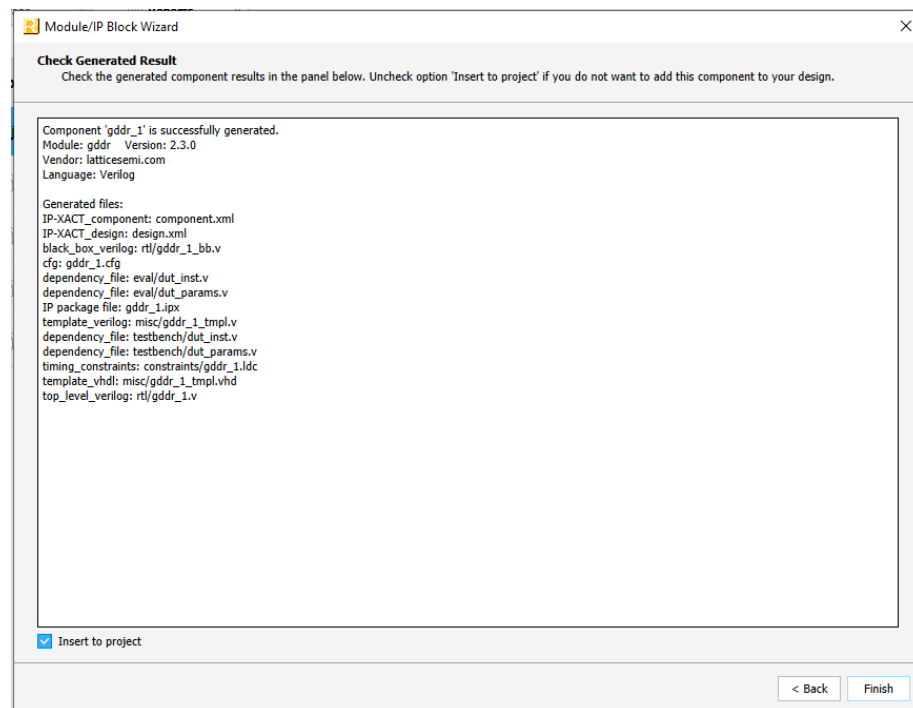 Module/IP Block Wizard
Check Generated Result
Check the generated component results in the panel below. Uncheck option 'Insert to project' if you do not want to add this component to your design.
Component 'gddr_1' is successfully generated.
Module: gddr    Version: 2.3.0
Vendor: latticesemi.com
Language: Verilog
Generated files:
IP-XACT_component: component.xml
IP-XACT_design: design.xml
black_box_verilog: rtl/gddr_1_bb.v
cfg: gddr_1.cfg
dependency_file: eval/dut_inst.v
dependency_file: eval/dut_params.v
IP package file: gddr_1.ipx
template_verilog: misc/gddr_1_tmpl.v
dependency_file: testbench/dut_inst.v
dependency_file: testbench/dut_params.v
timing_constraints: constraints/gddr_1.ldc
template_vhdl: misc/gddr_1_tmpl.vhd
top_level_verilog: rtl/gddr_1.v
Insert to project
< Back    Finish